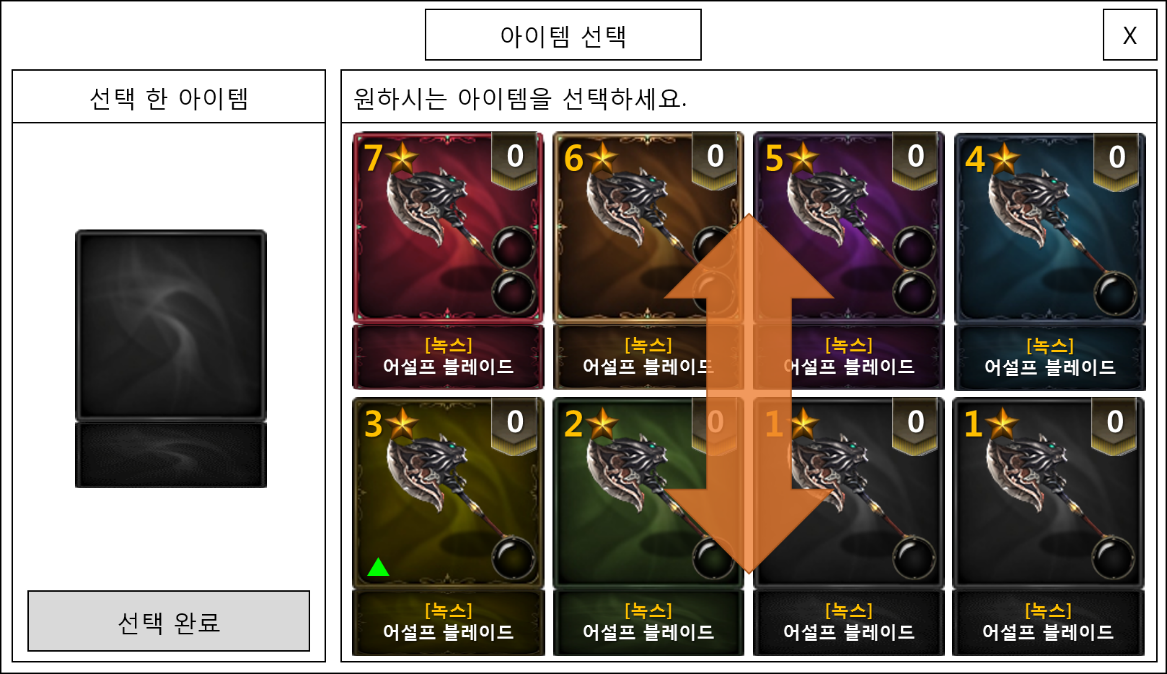 아이템 선택
X
선택 한 아이템
원하시는 아이템을 선택하세요.
7 0
[녹스]
어설프 블레이드
6 0
[녹스]
어설프 블레이드
5 0
[녹스]
어설프 블레이드
4 0
[녹스]
어설프 블레이드
3 0
[녹스]
어설프 블레이드
2 0
[녹스]
어설프 블레이드
1 0
[녹스]
어설프 블레이드
1 0
[녹스]
어설프 블레이드
선택 완료